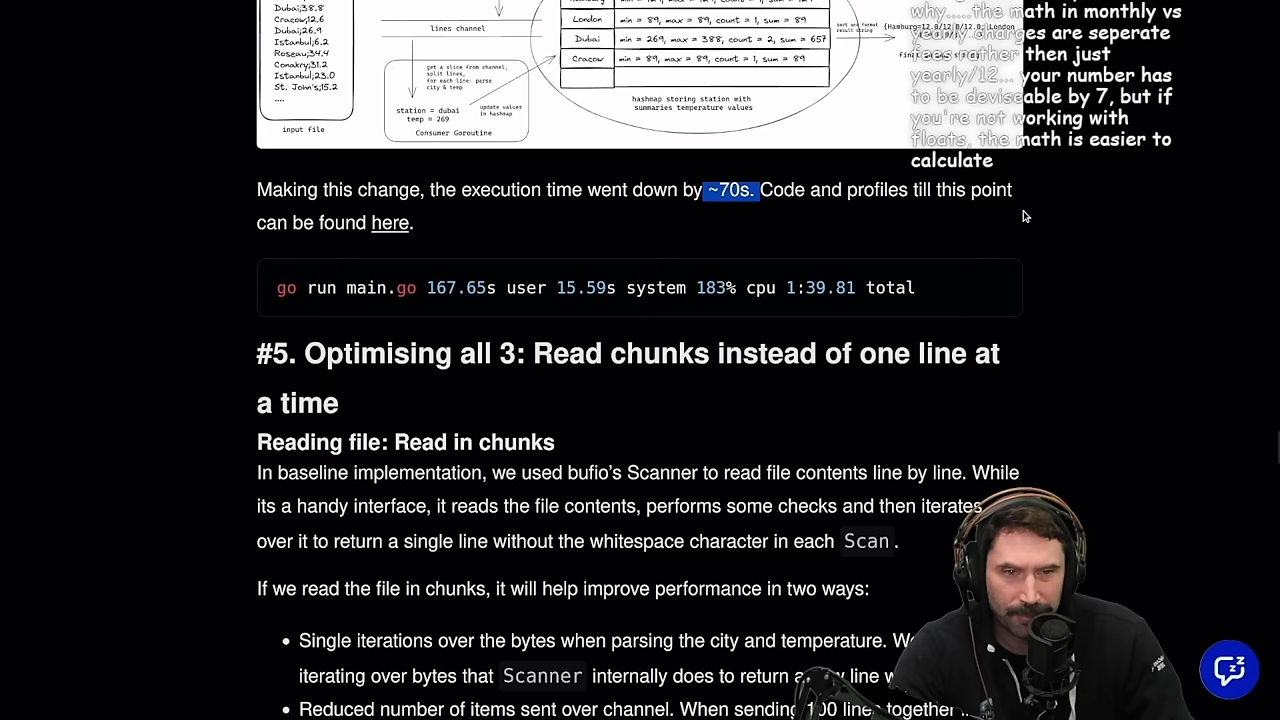 Dubai;38.8
Cracow;12.6
Dubai;26.9
Istanbul;6.2
Roseau;34.4
Conakry;31.2
Istanbul;23.0
St. John's;15.2
....
input file
lines channel
get a slice from channel,
split lines,
for each line: parse
city & temp
station = dubai
temp = 269
update values
in hashmap
Consumer Goroutine
London min = 89, max = 89, count = 1, sum = 89
Dubai min = 269, max = 388, count = 2, sum = 657
Cracow min = 89, max = 89, count = 1, sum = 89
hashmap storing station with
summaries temperature values
sort and format
result string
why.....the math in monthly vs
yearly charges are seperate
fees rather then just
yearly/12... your number has
to be deviseable by 7, but if
you're not working with
floats, the math is easier to
calculate
Making this change, the execution time went down by ~70s. Code and profiles till this point
can be found here.
go run main.go 167.65s user 15.59s system 183% cpu 1:39.81 total
#5. Optimising all 3: Read chunks instead of one line at
a time
Reading file: Read in chunks
In baseline implementation, we used bufio’s Scanner to read file contents line by line. While
its a handy interface, it reads the file contents, performs some checks and then iterates
over it to return a single line without the whitespace character in each Scan.
If we read the file in chunks, it will help improve performance in two ways:
• Single iterations over the bytes when parsing the city and temperature.
iterating over bytes that Scanner internally does to return a line
• Reduced number of items sent over channel. When sending 100 lines together